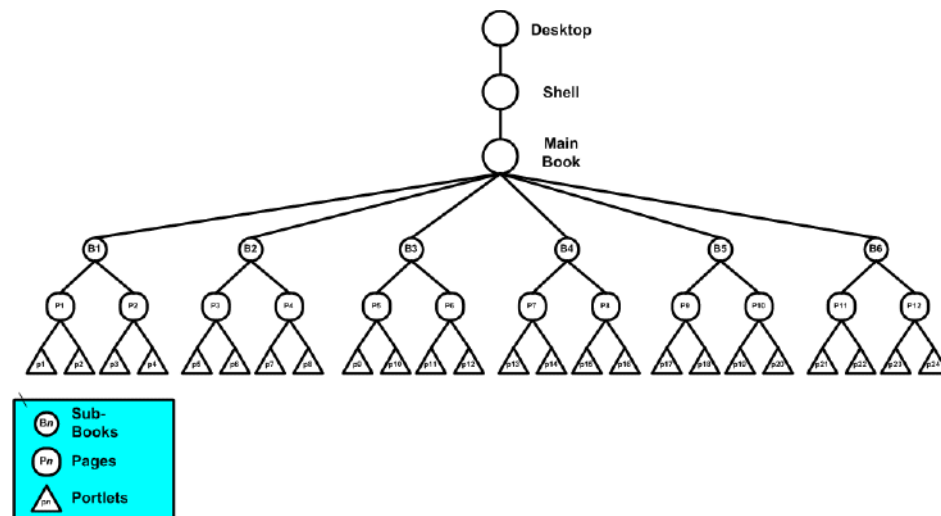 Desktop
Shell
Main
Book
B1 B2 B3 B4 B5 B6
P1 P2 P3 P4 P5 P6 P7 P8 P9 P10 P11 P12
p1 p2 p3 p4 p5 p6 p7 p8 p9 p10 p11 p12 p13 p14 p15 p16 p17 p18 p19 p20 p21 p22 p23 p24
Bn Sub-
Books
Pn Pages
pn Portlets